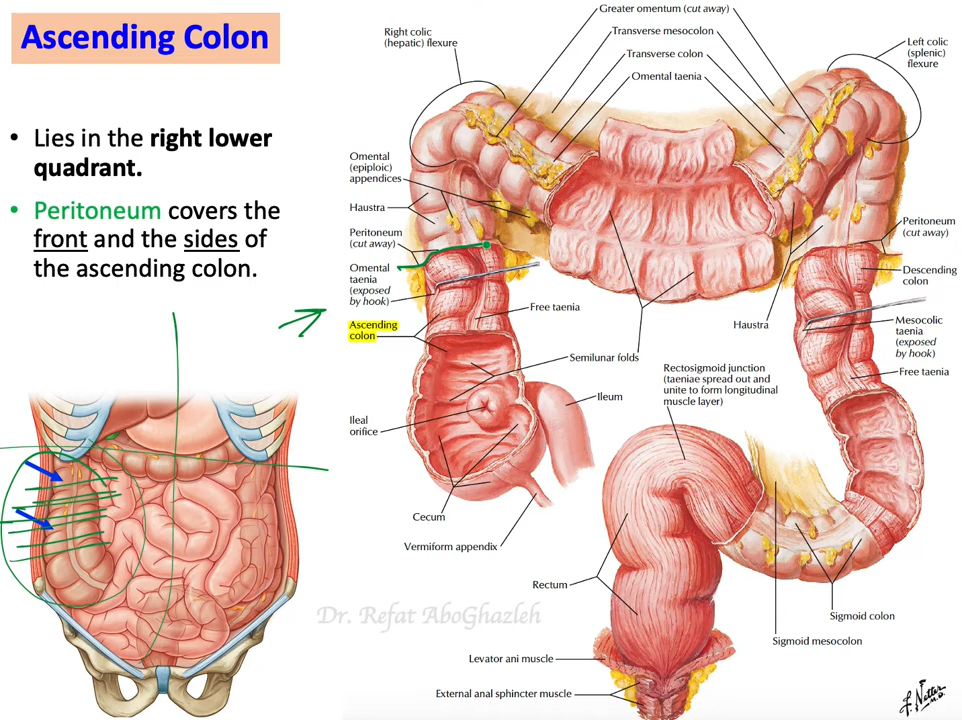 Ascending Colon
• Lies in the right lower
quadrant.
• Peritoneum covers the
front and the sides of
the ascending colon.
Greater omentum (cut away)
Transverse mesocolon
Transverse colon
Omental taenia
Right colic
(hepatic) flexure
Left colic
(splenic)
flexure
Omental
(epiploic)
appendices
Haustra
Peritoneum
(cut away)
Omental
taenia
(exposed
by hook)
Ascending
colon
Free taenia
Semilunar folds
Ileum
Ileal
orifice
Cecum
Vermiform appendix
Peritoneum
(cut away)
Descending
colon
Haustra
Mesocolic
taenia
(exposed
by hook)
Free taenia
Rectosigmoid junction
(taeniae spread out and
unite to form longitudinal
muscle layer)
Rectum
Sigmoid colon
Sigmoid mesocolon
Levator ani muscle
External anal sphincter muscle
Dr. Refat AboGhazleh
F. Netter
M.D.